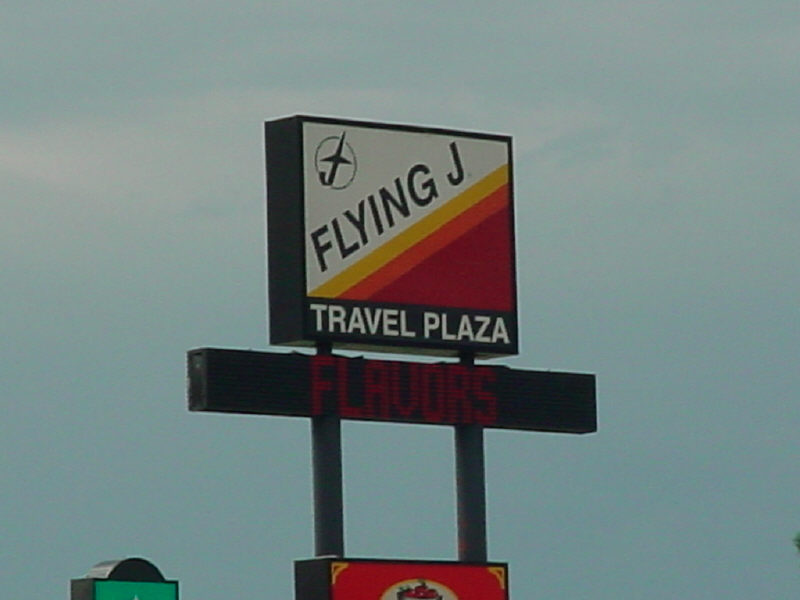 FLYING J
TRAVEL PLAZA
FLAVORS